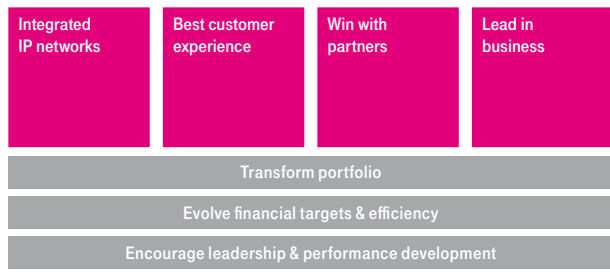 Integrated
IP networks
Best customer
experience
Win with
partners
Lead in
business
Transform portfolio
Evolve financial targets & efficiency
Encourage leadership & performance development